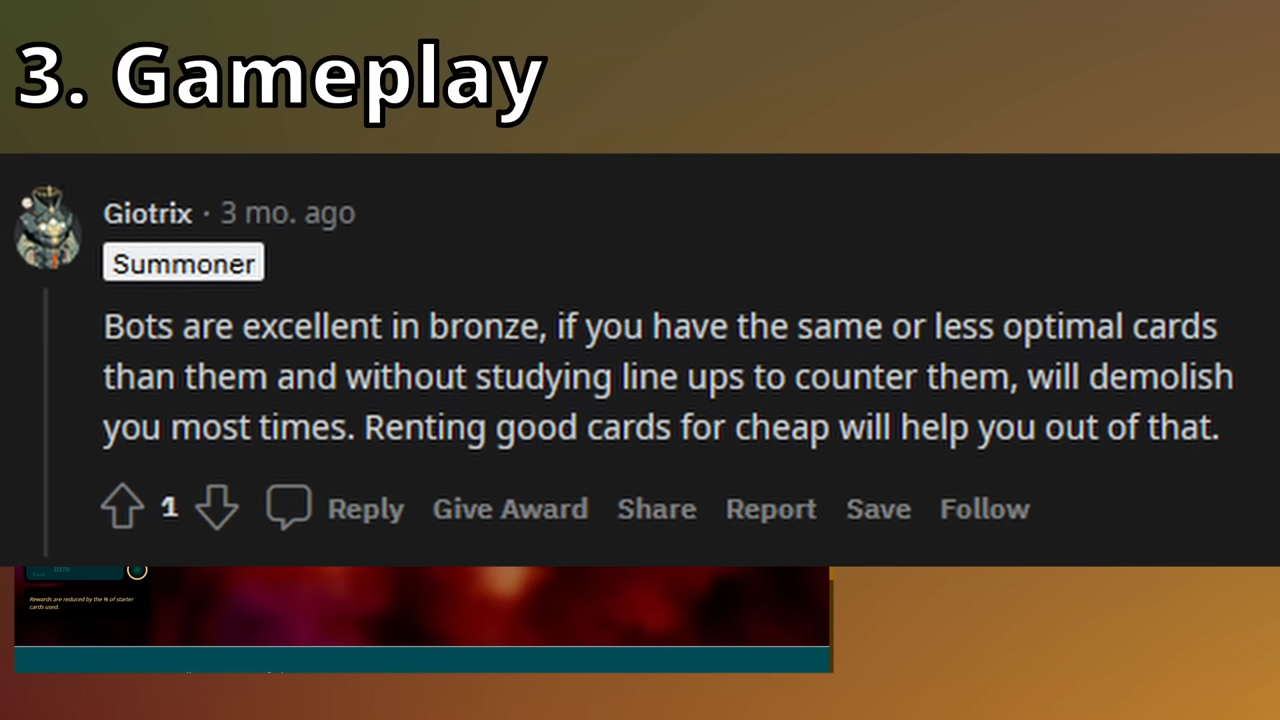 3. Gameplay
Giotrix · 3 mo. ago
Summoner
Bots are excellent in bronze, if you have the same or less optimal cards
than them and without studying line ups to counter them, will demolish
you most times. Renting good cards for cheap will help you out of that.
1 Reply Give Award Share Report Save Follow
Rewards are reduced by the % of starter
cards used.